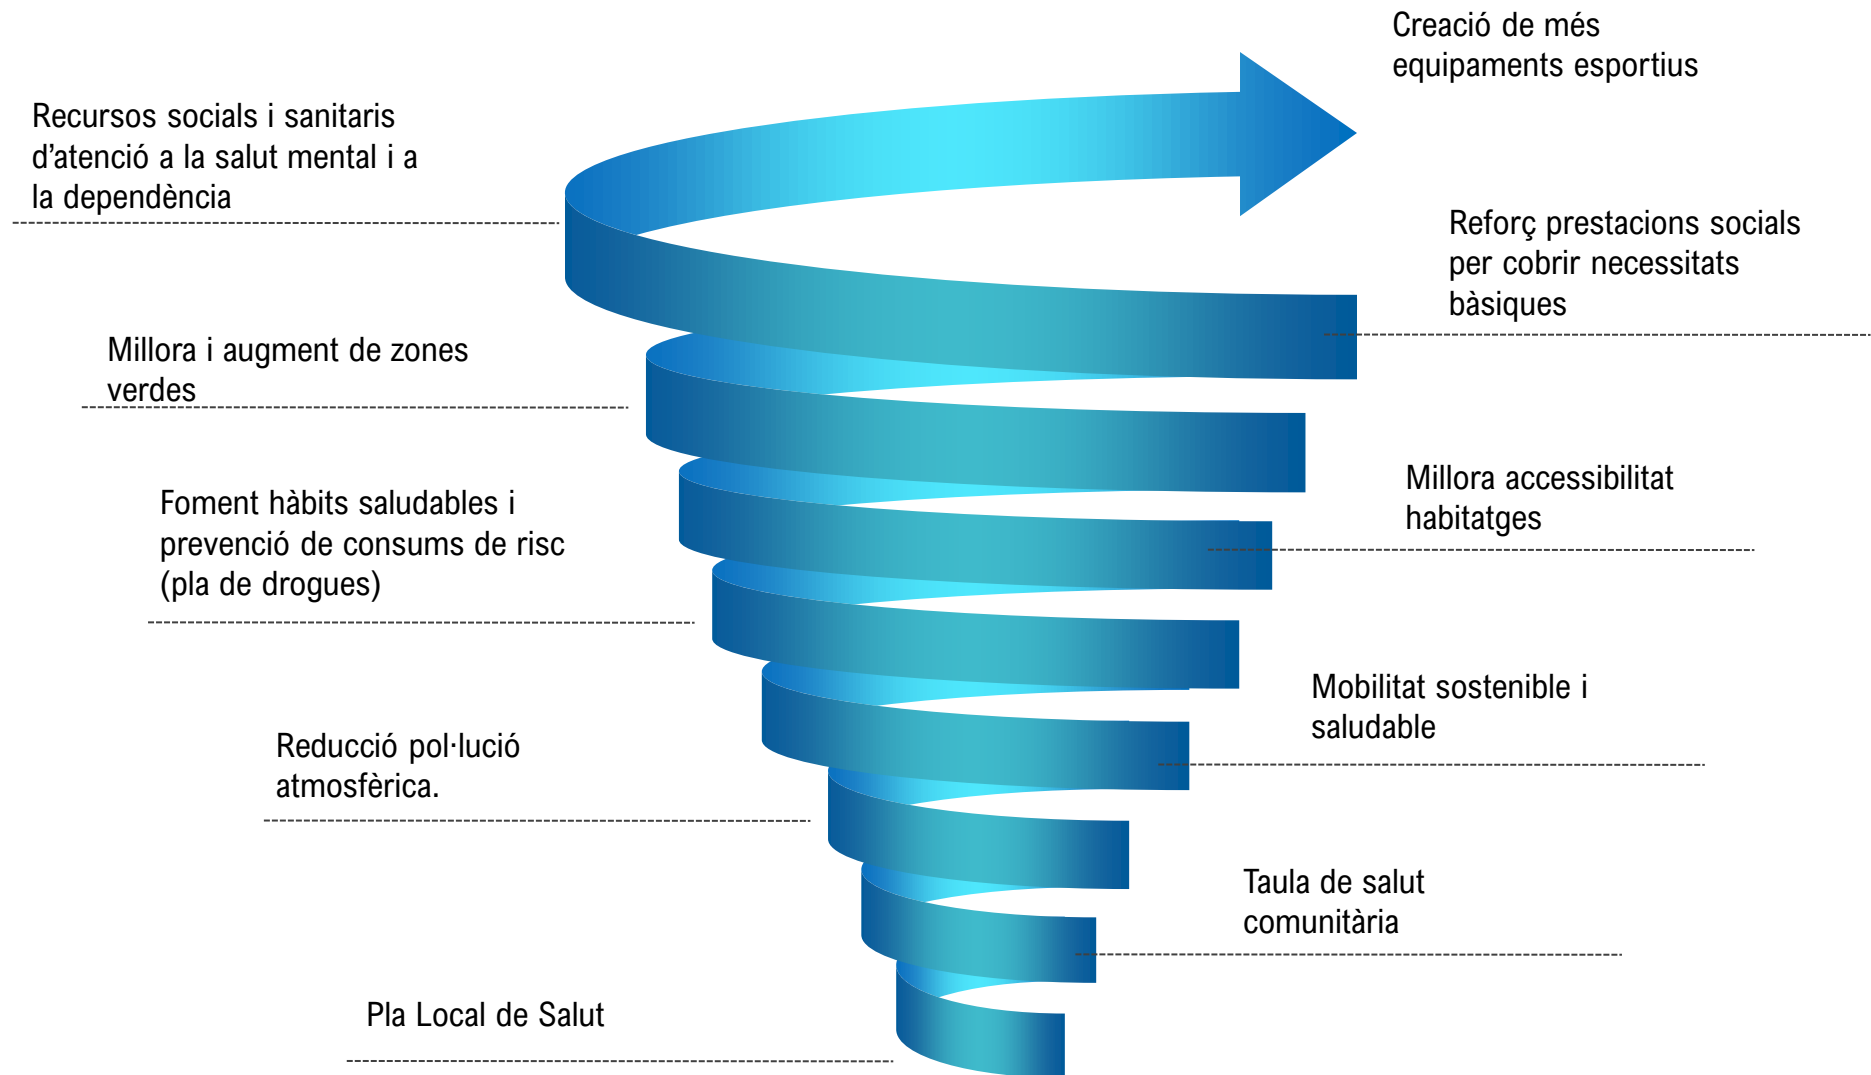 Creació de més
equipaments esportius
Recursos socials i sanitaris
d'atenció a la salut mental i a
la dependència
Reforç prestacions socials
per cobrir necessitats
bàsiques
Millora i augment de zones
verdes
Millora accessibilitat
habitatges
Foment hàbits saludables i
prevenció de consums de risc
(pla de drogues)
Mobilitat sostenible i
saludable
Reducció pol·lució
atmosfèrica.
Taula de salut
comunitària
Pla Local de Salut